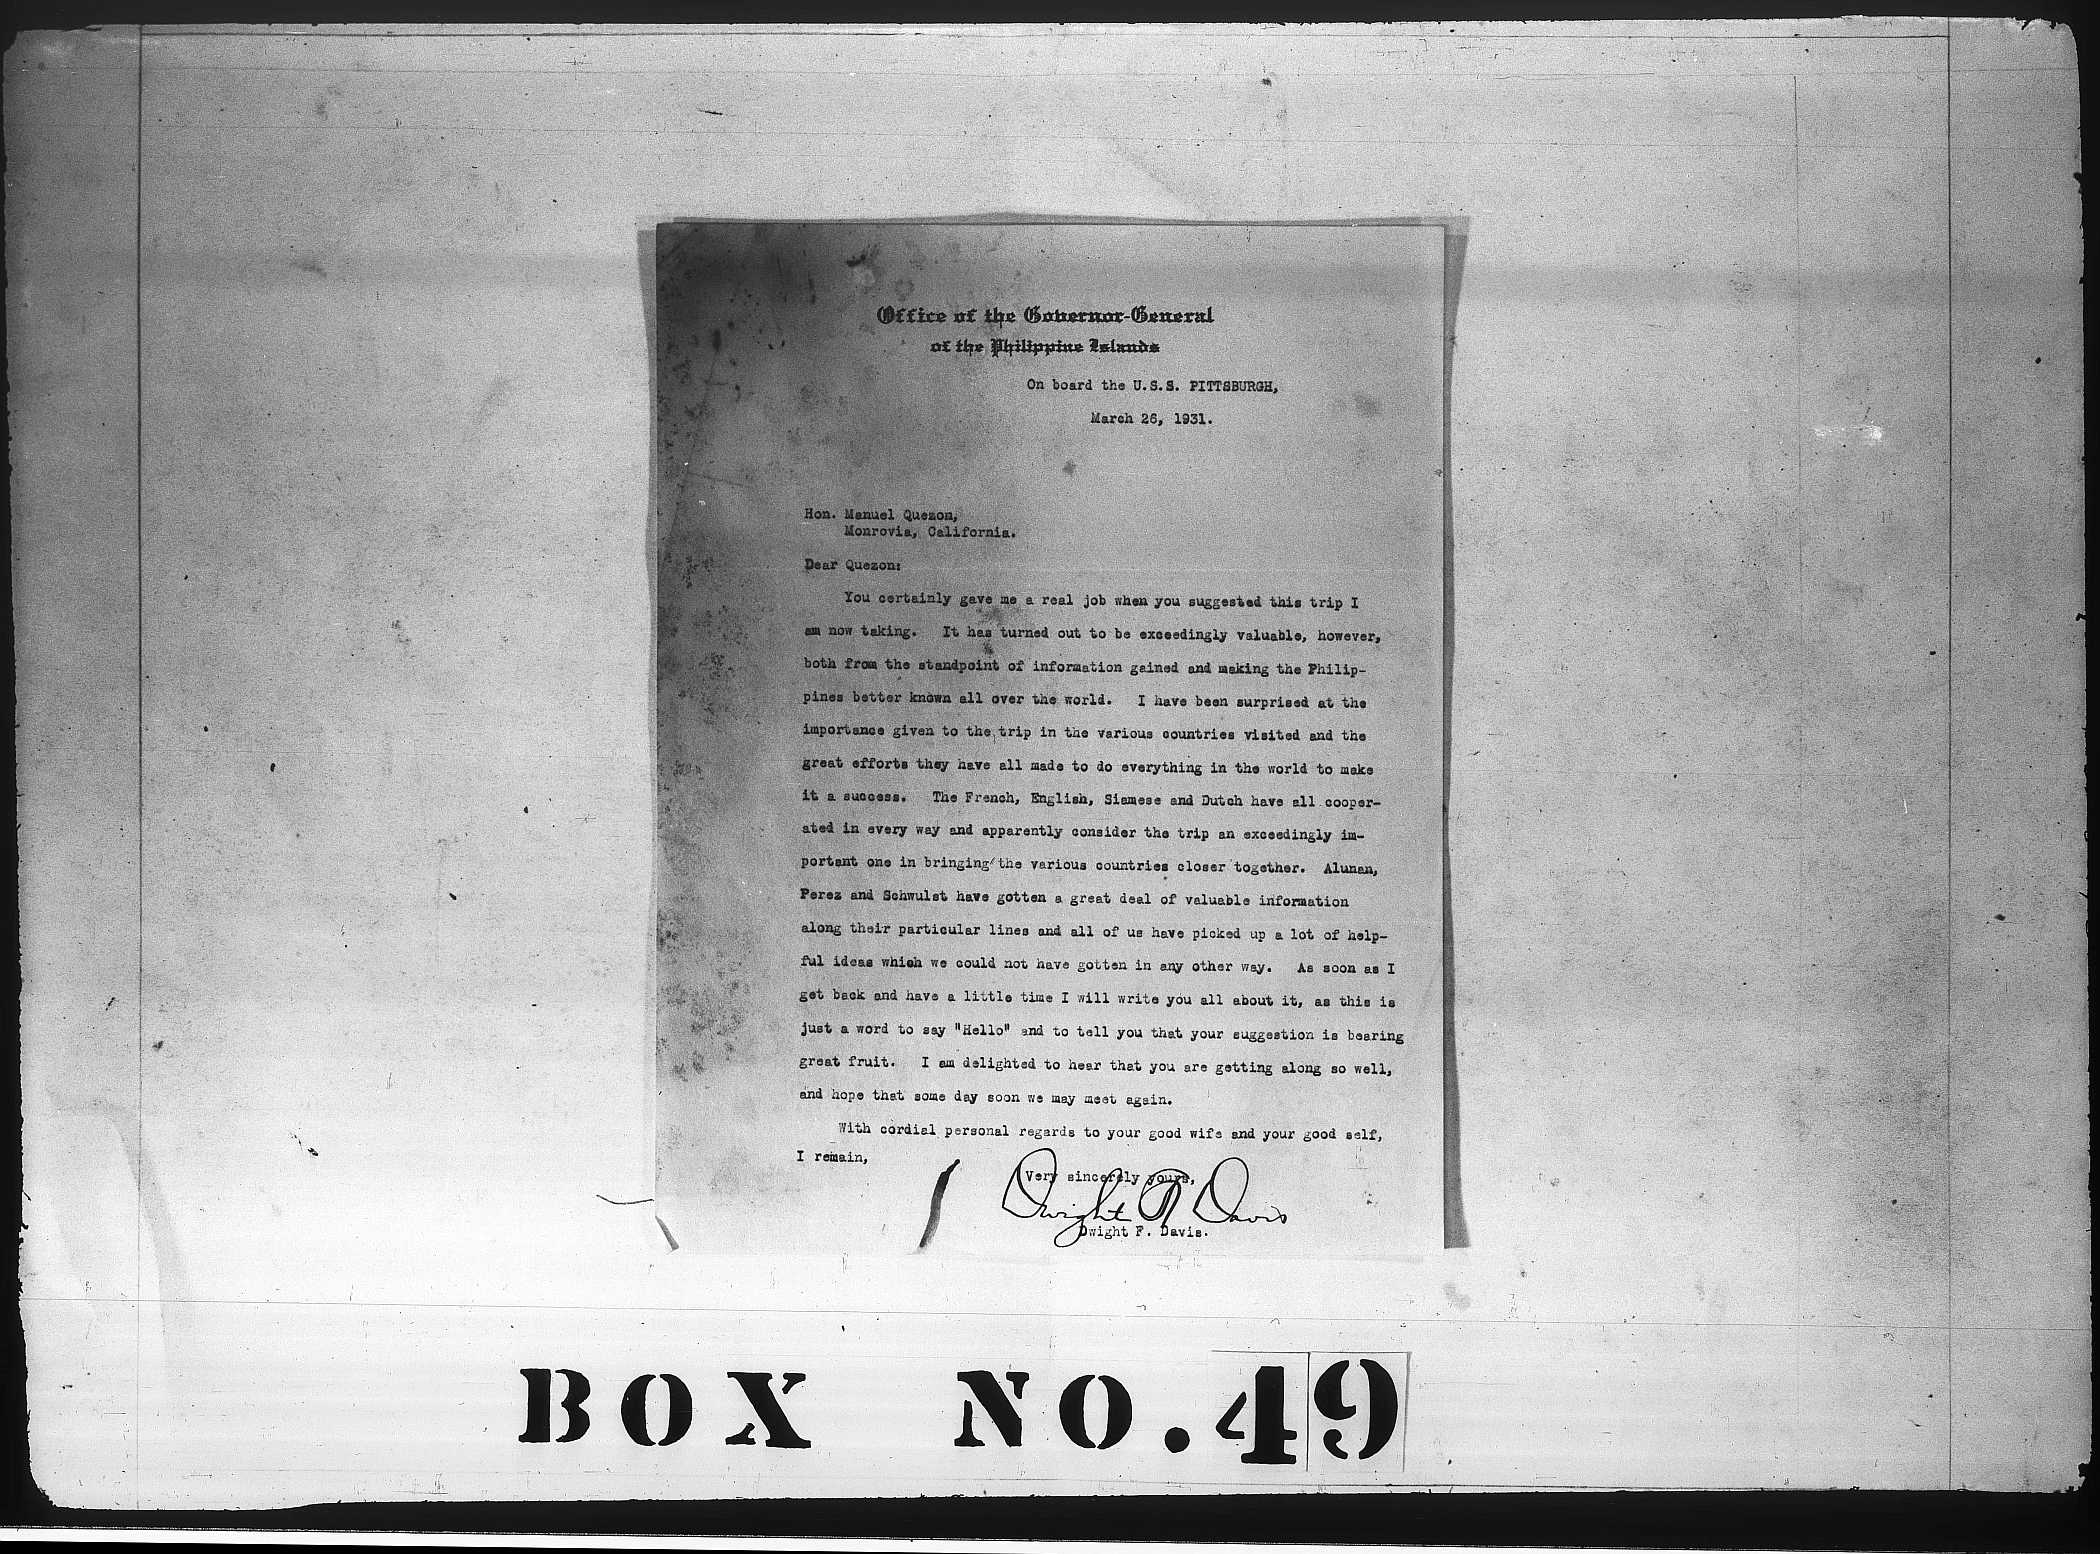 Office of the Governor-General
of the Philippine Islands
On board the U.S.S. PITTSBURGH,
March 26, 1931.
Hon. Manuel Quezon,
Monrovia, California.
Dear Quezon:
You certainly gave me a real job when you suggested this trip I
am now taking. It has turned out to be exceedingly valuable, however,
both from the standpoint of information gained and making the Philip-
pines better known all over the world. I have been surprised at the
importance given to the trip in the various countries visited and the
great efforts they have all made to do everything in the world to make
it a success. The French, English, Siamese and Dutch have all cooper-
ated in every way and apparently consider the trip an exceedingly im-
portant one in bringing the various countries closer together. Alunan,
Perez and Schwulst have gotten a great deal of valuable information
along their particular lines and all of us have picked up a lot of help-
ful ideas which we could not have gotten in any other way. As soon as I
get back and have a little time I will write you all about it, as this is
just a word to say "Hello" and to tell you that your suggestion is bearing
great fruit. I am delighted to hear that you are getting along so well,
and hope that some day soon we may meet again.
With cordial personal regards to your good wife and your good self,
I remain,
Very sincerely yours,
Dwight F. Davis
Dwight F. Davis.
BOX NO. 49